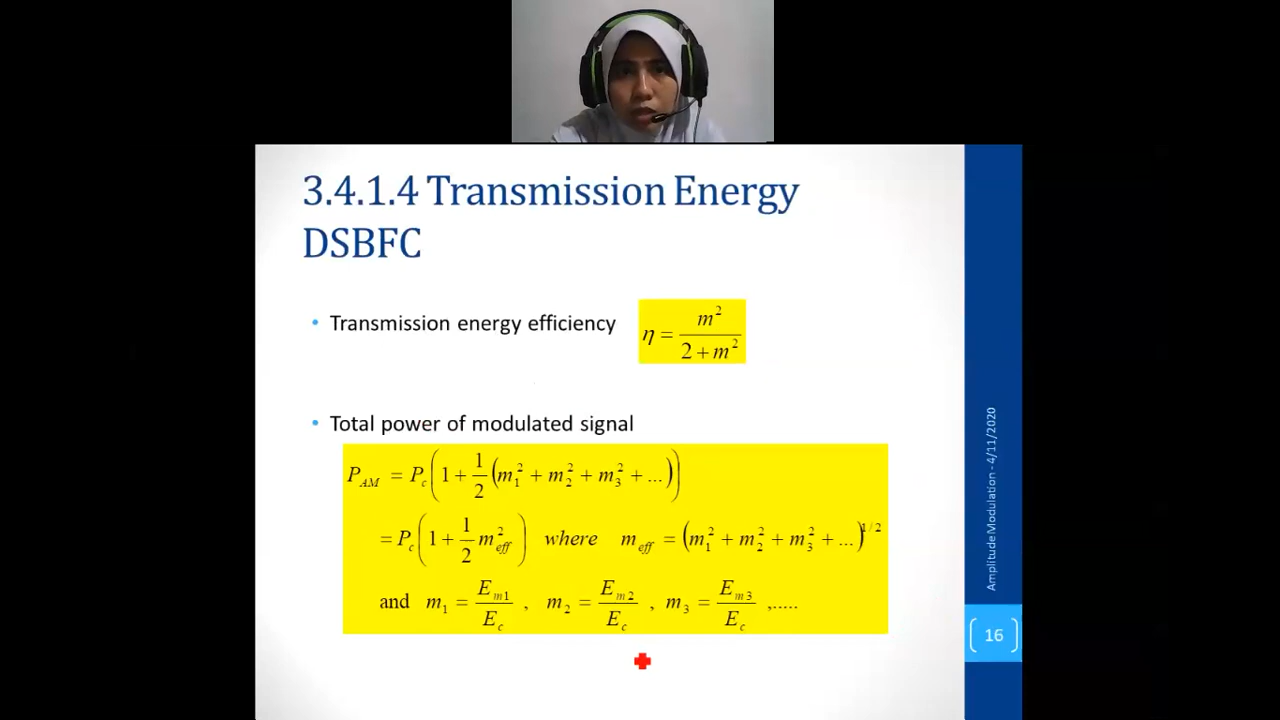 3.4.1.4 Transmission Energy
DSBFC
• Transmission energy efficiency η = m² / (2 + m²)
• Total power of modulated signal
P_AM = P_c (1 + 1/2 (m₁² + m₂² + m₃² + ...))
= P_c (1 + 1/2 m_eff²) where m_eff = (m₁² + m₂² + m₃² + ...)^1/2
and m₁ = E_m1 / E_c , m₂ = E_m2 / E_c , m₃ = E_m3 / E_c ,.....
Amplitude Modulation - 4/11/2020
16